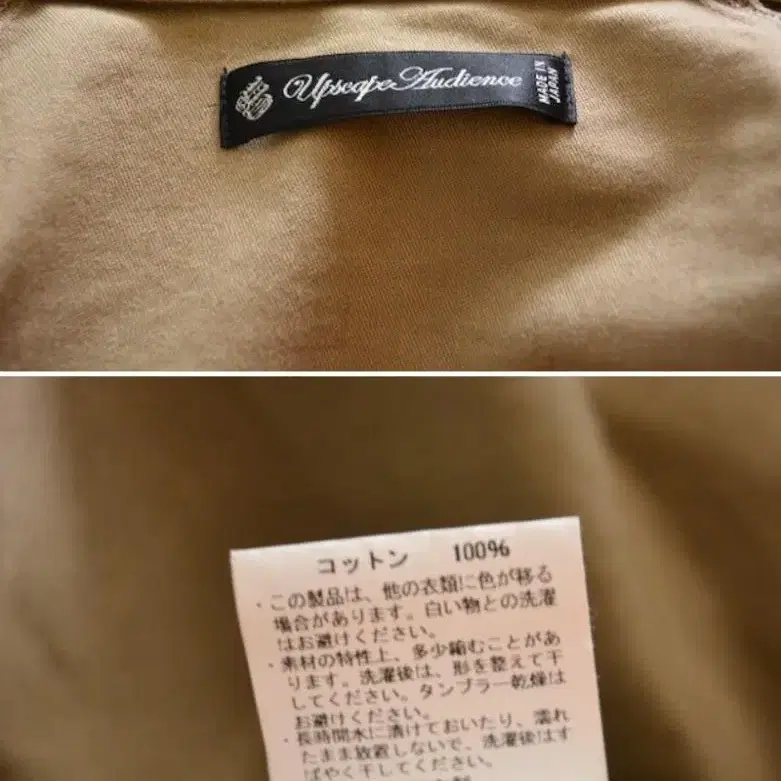 Upscape Audience
MADE IN
JAPAN
コットン 100%
・この製品は、他の衣類に色が移る
場合があります。白い物との洗濯
はお避けください。
・素材の特性上、多少縮むことがあ
ります。洗濯後は、形を整えて干
してください。タンブラー乾燥は
お避けください。
・長時間水に漬けておいたり、濡れ
たまま放置しないで、洗濯後はす
ばやく干してください。